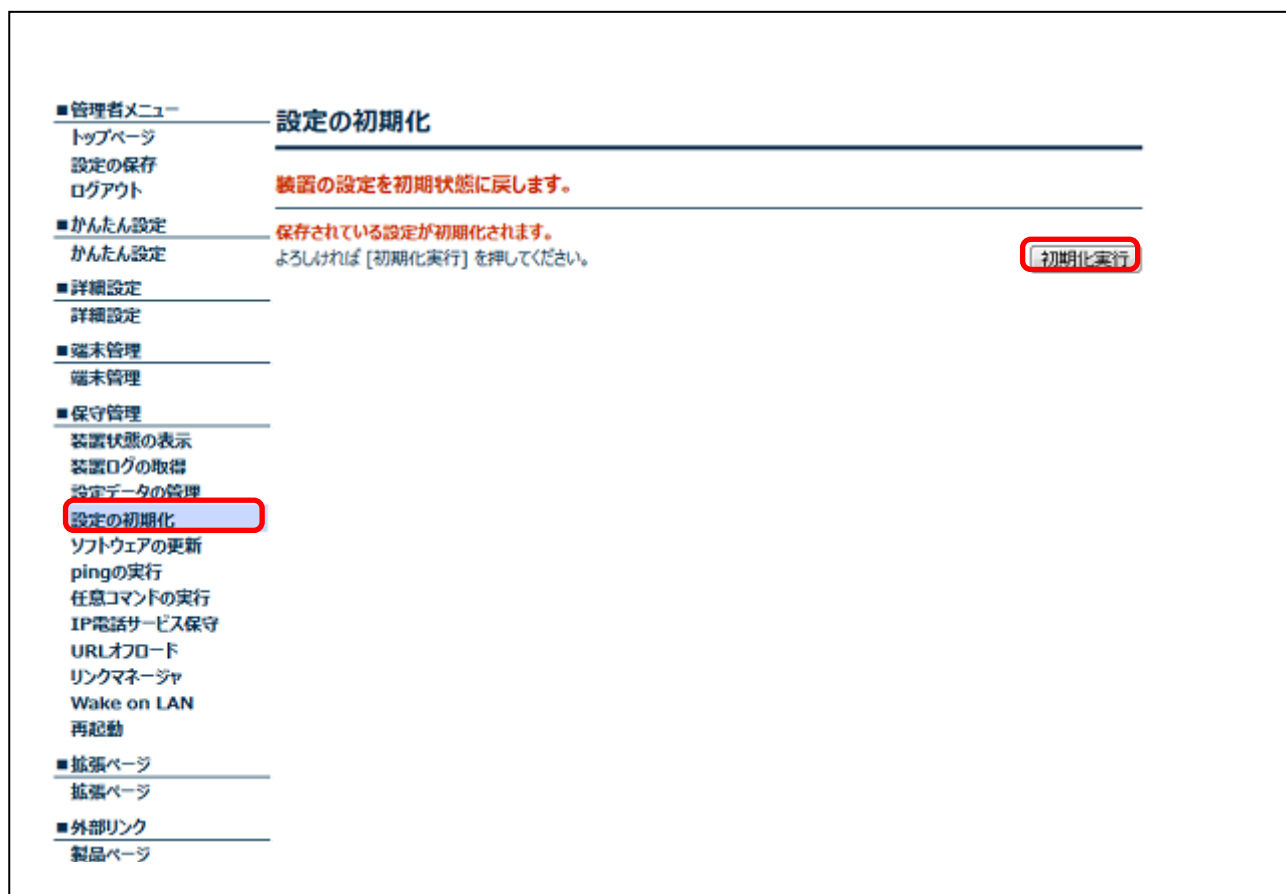 ■管理者メニュー
トップページ
設定の保存
ログアウト
■かんたん設定
かんたん設定
■詳細設定
詳細設定
■端末管理
端末管理
■保守管理
装置状態の表示
装置ログの取得
設定データの管理
設定の初期化
ソフトウェアの更新
pingの実行
任意コマンドの実行
IP電話サービス保守
URLオフロード
リンクマネージャ
Wake on LAN
再起動
■拡張ページ
拡張ページ
■外部リンク
製品ページ
設定の初期化
装置の設定を初期状態に戻します。
保存されている設定が初期化されます。
よろしければ [初期化実行] を押してください。
初期化実行